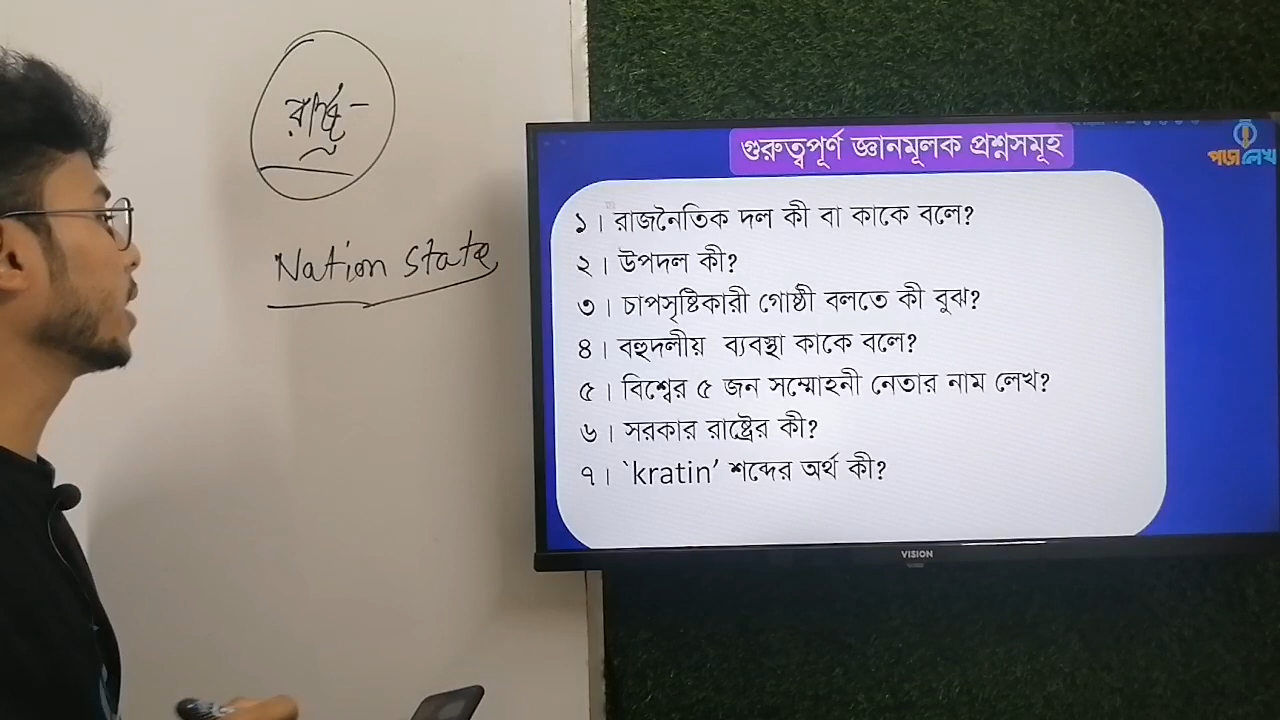 রাষ্ট্র -
Nation State
গুরুত্বপূর্ণ জ্ঞানমূলক প্রশ্নসমূহ
পড়ালেখা
১। রাজনৈতিক দল কী বা কাকে বলে?
২। উপদল কী?
৩। চাপসৃষ্টিকারী গোষ্ঠী বলতে কী বুঝ?
৪। বহুদলীয় ব্যবস্থা কাকে বলে?
৫। বিশ্বের ৫ জন সম্মোহনী নেতার নাম লেখ?
৬। সরকার রাষ্ট্রের কী?
৭। `kratin’ শব্দের অর্থ কী?
VISION